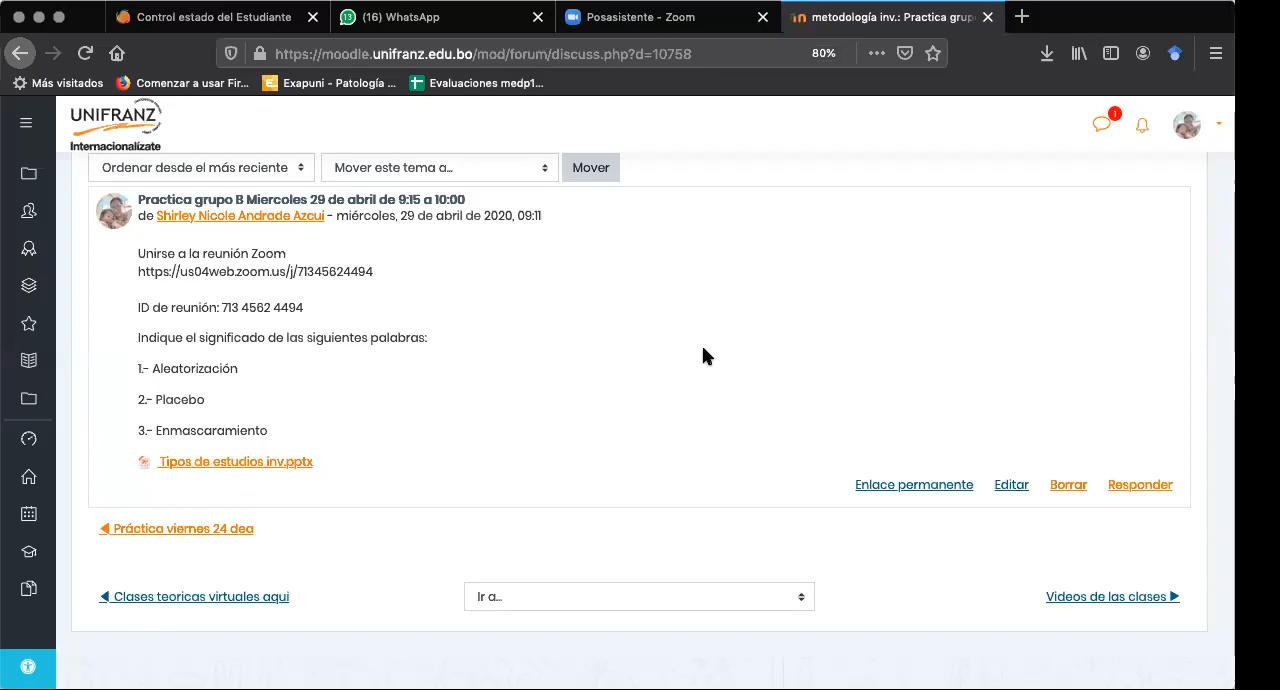 Control estado del Estudiante
(16) WhatsApp
Posasistente - Zoom
metodología inv.: Practica grup
https://moodle.unifranz.edu.bo/mod/forum/discuss.php?d=10758
80%
Más visitados
Comenzar a usar Fir...
Exapuni - Patología ...
Evaluaciones medp1...
UNIFRANZ
Internacionalízate
1
Ordenar desde el más reciente
Mover este tema a...
Mover
Practica grupo B Miercoles 29 de abril de 9:15 a 10:00
de Shirley Nicole Andrade Azcui - miércoles, 29 de abril de 2020, 09:11
Unirse a la reunión Zoom
https://us04web.zoom.us/j/71345624494
ID de reunión: 713 4562 4494
Indique el significado de las siguientes palabras:
1.- Aleatorización
2.- Placebo
3.- Enmascaramiento
Tipos de estudios inv.pptx
Enlace permanente
Editar
Borrar
Responder
◀ Práctica viernes 24 dea
◀ Clases teoricas virtuales aqui
Ir a...
Videos de las clases ▶